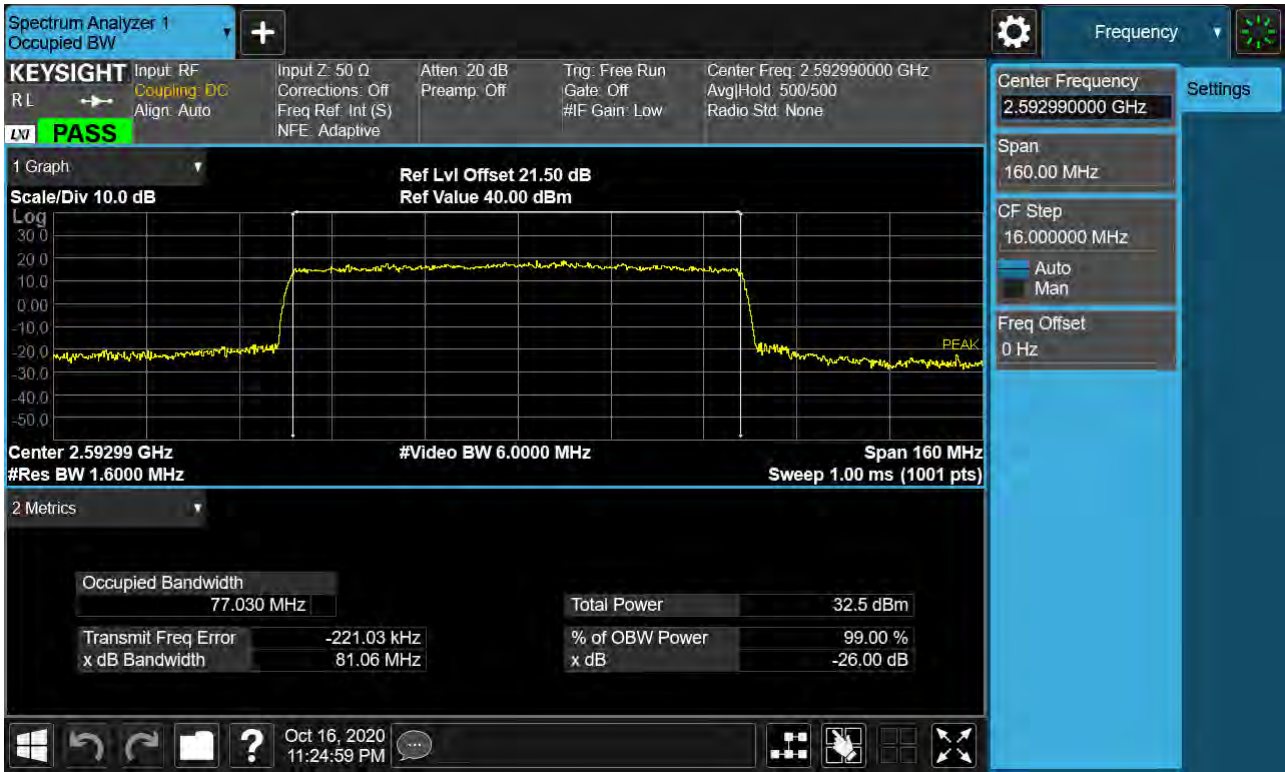 Spectrum Analyzer 1
Occupied BW
+
Frequency
KEYSIGHT
RL
LXI
PASS
Input: RF
Coupling: DC
Align: Auto
Input Z: 50 Ω
Corrections: Off
Freq Ref: Int (S)
NFE: Adaptive
Atten: 20 dB
Preamp: Off
Trig: Free Run
Gate: Off
#IF Gain: Low
Center Freq: 2.592990000 GHz
Avg|Hold: 500/500
Radio Std: None
Center Frequency
2.592990000 GHz
Settings
Span
160.00 MHz
CF Step
16.000000 MHz
Auto
Man
Freq Offset
0 Hz
1 Graph
Ref Lvl Offset 21.50 dB
Scale/Div 10.0 dB
Ref Value 40.00 dBm
Log
30.0
20.0
10.0
0.00
-10.0
-20.0
-30.0
-40.0
-50.0
PEAK
Center 2.59299 GHz
#Video BW 6.0000 MHz
Span 160 MHz
#Res BW 1.6000 MHz
Sweep 1.00 ms (1001 pts)
2 Metrics
Occupied Bandwidth
77.030 MHz
Total Power 32.5 dBm
Transmit Freq Error -221.03 kHz
% of OBW Power 99.00 %
x dB Bandwidth 81.06 MHz
x dB -26.00 dB
?
Oct 16, 2020
11:24:59 PM